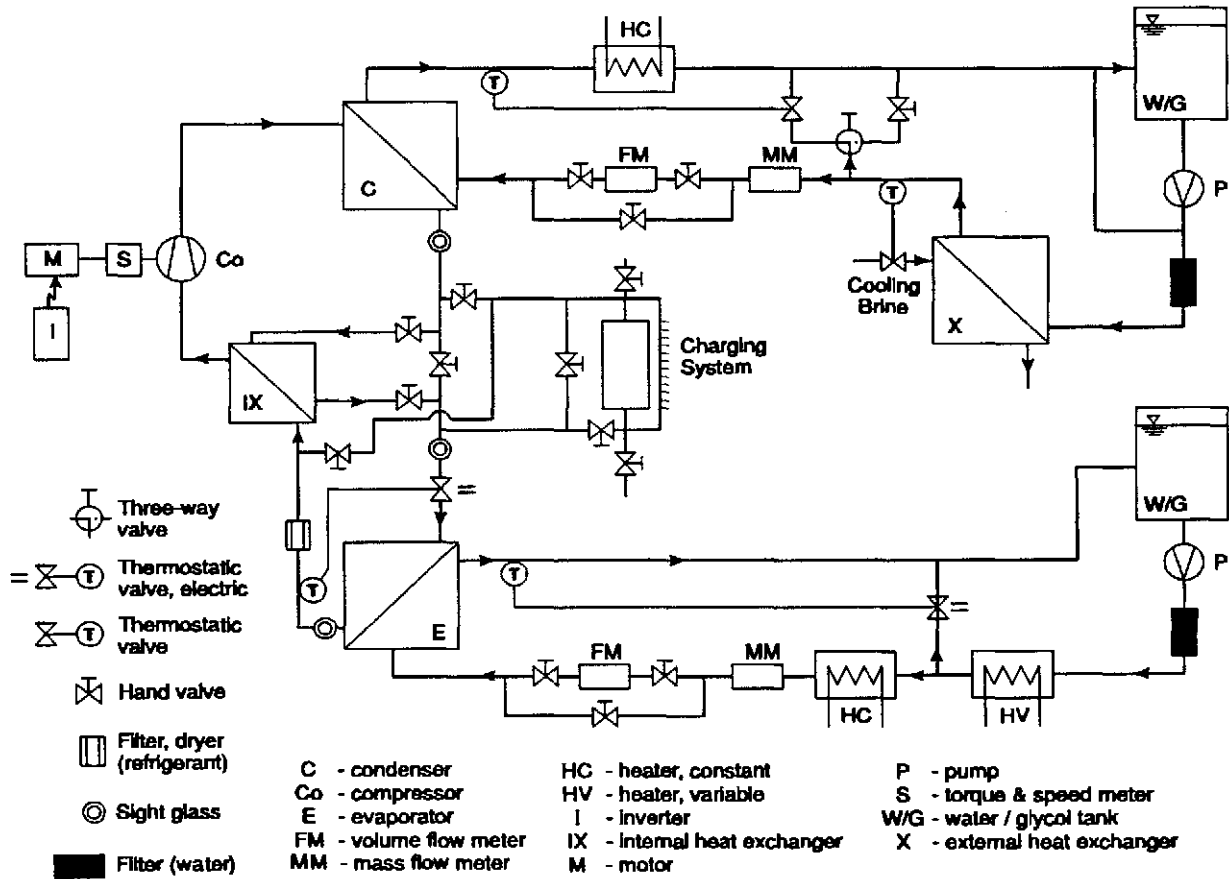 HC
W/G
T
T
FM
MM
C
P
T
M
S
Co
Cooling
Brine
X
I
Charging
System
IX
=
W/G
Three-way
valve
= T Thermostatic
valve, electric
T
T
=
P
T Thermostatic
valve
E
FM
MM
Hand valve
HC
HV
Filter, dryer
(refrigerant)
Sight glass
Filter (water)
C - condenser
Co - compressor
E - evaporator
FM - volume flow meter
MM - mass flow meter
HC - heater, constant
HV - heater, variable
I - inverter
IX - internal heat exchanger
M - motor
P - pump
S - torque & speed meter
W/G - water / glycol tank
X - external heat exchanger